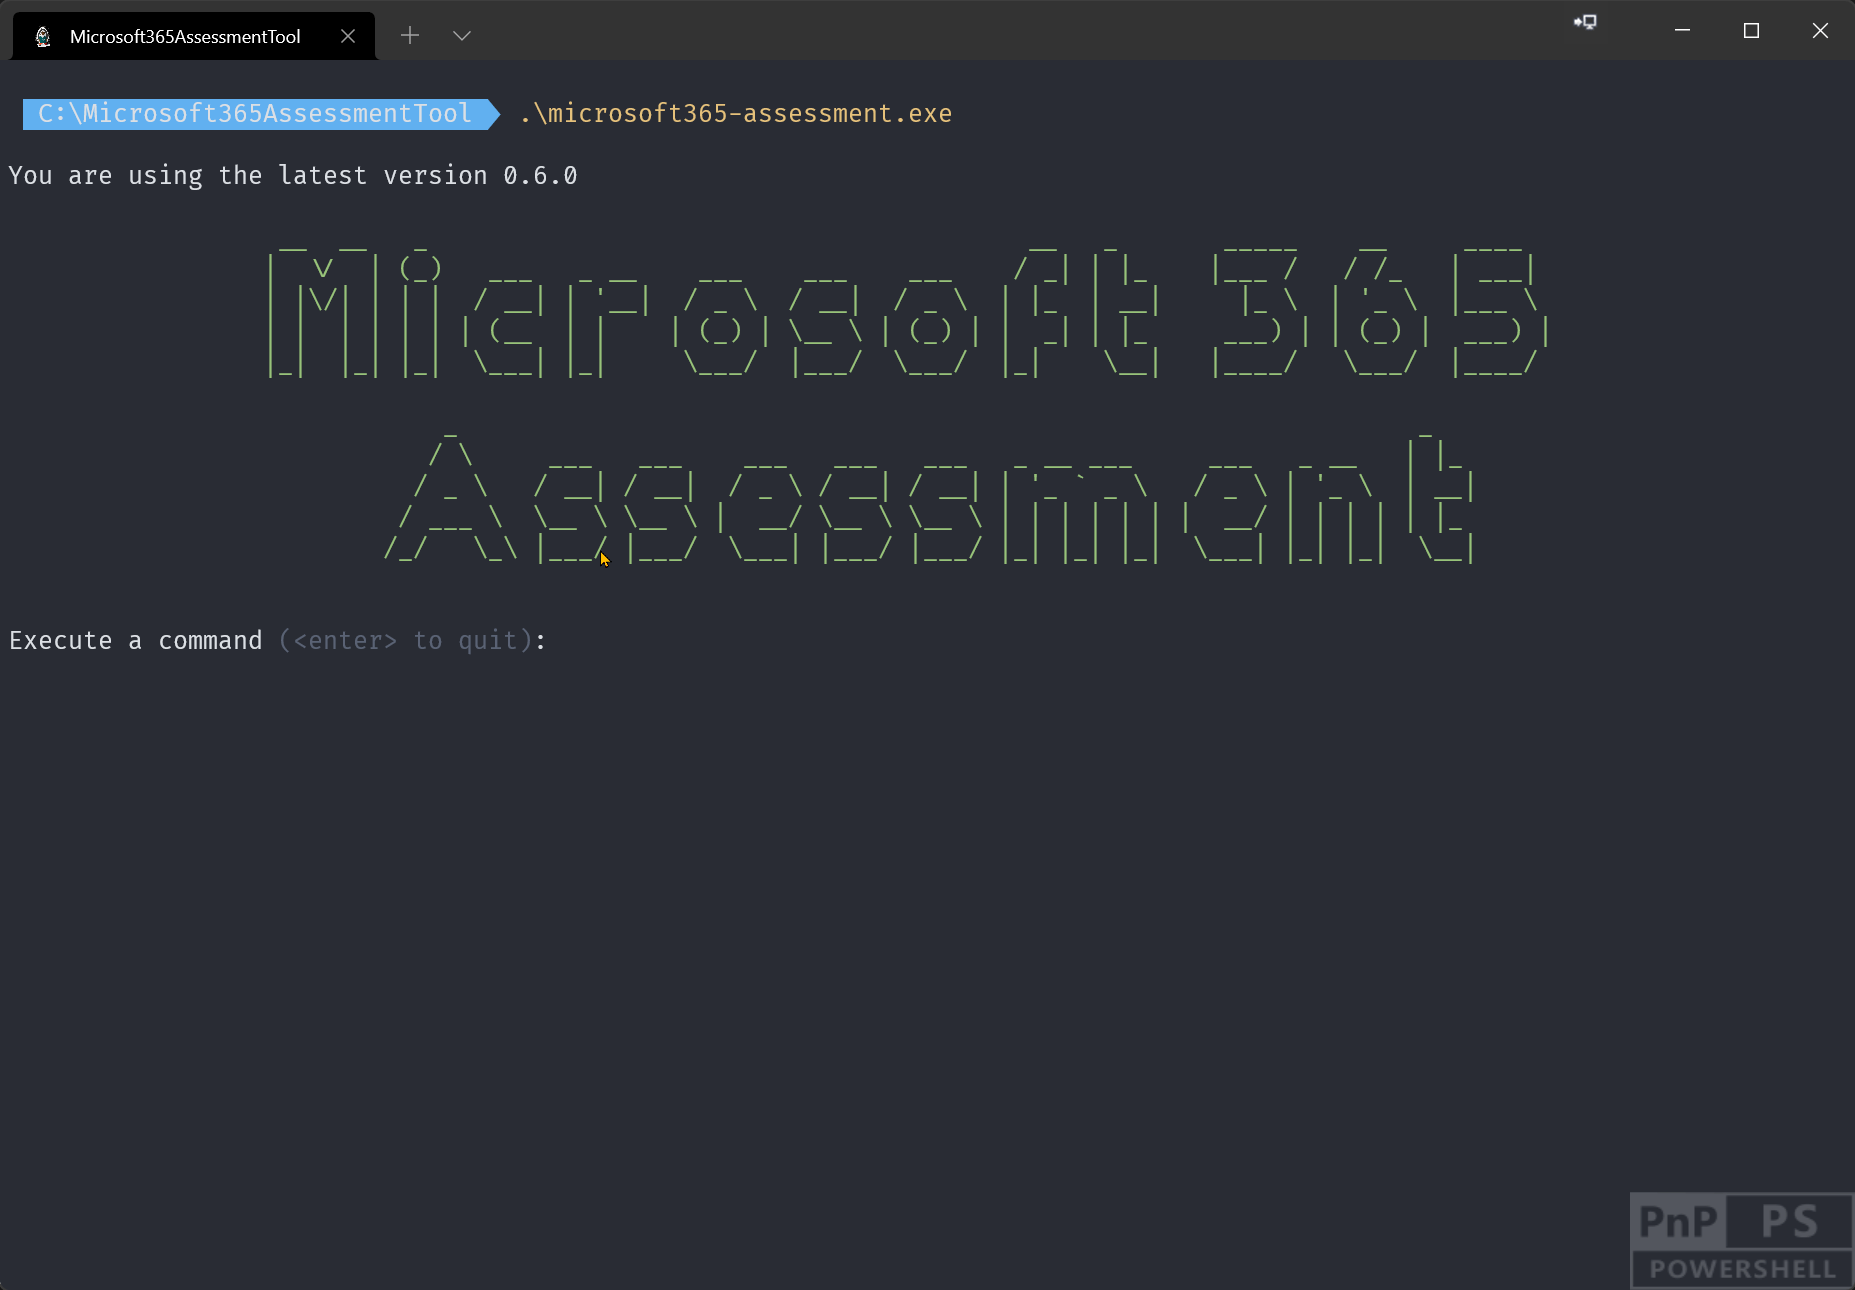 Microsoft365AssessmentTool
C:\Microsoft365AssessmentTool .\microsoft365-assessment.exe
You are using the latest version 0.6.0
Microsoft 365
Assessment
Execute a command (<enter> to quit):
PnP PS
POWERSHELL